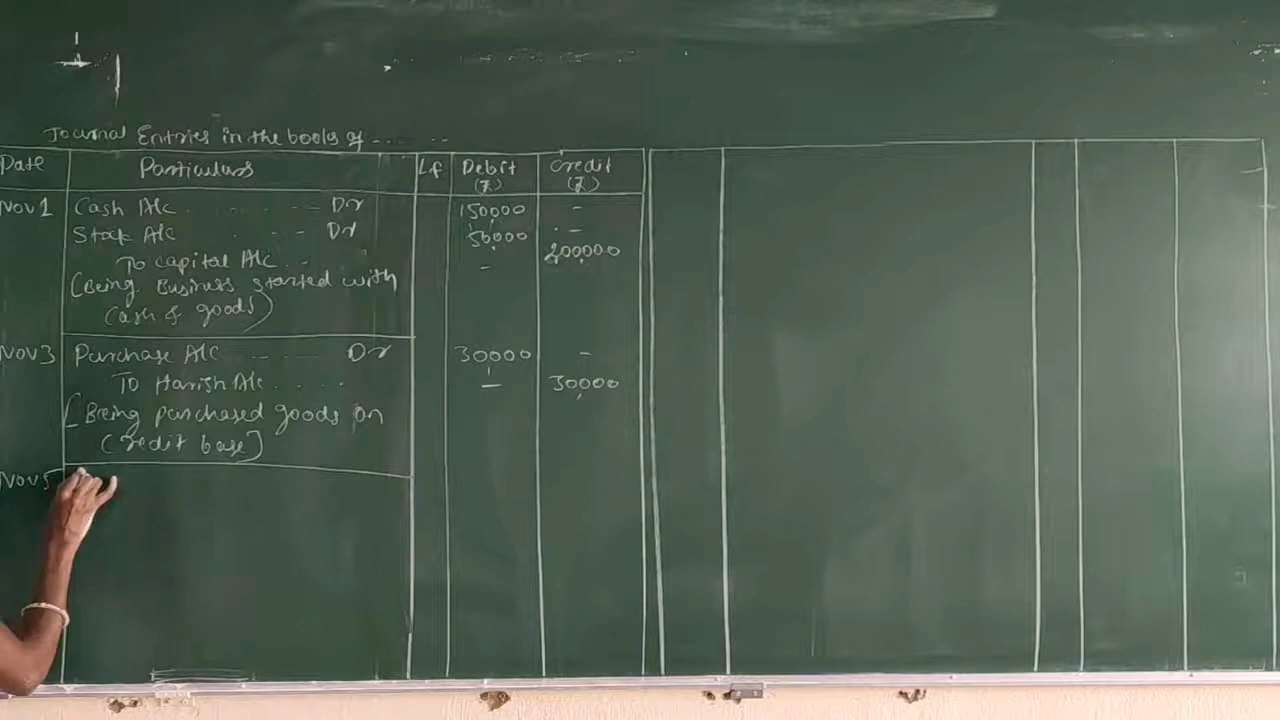 Journal Entries in the books of .. .. ..
Date Particulars Lf Debit (₹) Credit (₹)
Nov 1 Cash A/c ........ Dr 150000 -
Stock A/c .... Dr 50000 -
To capital A/c .. - 200000
(Being Business started with
Cash & goods)
Nov 3 Purchase A/c ..... Dr 30000 -
To Harish A/c .... - 30000
[Being purchased goods on
Credit base]
Nov 5